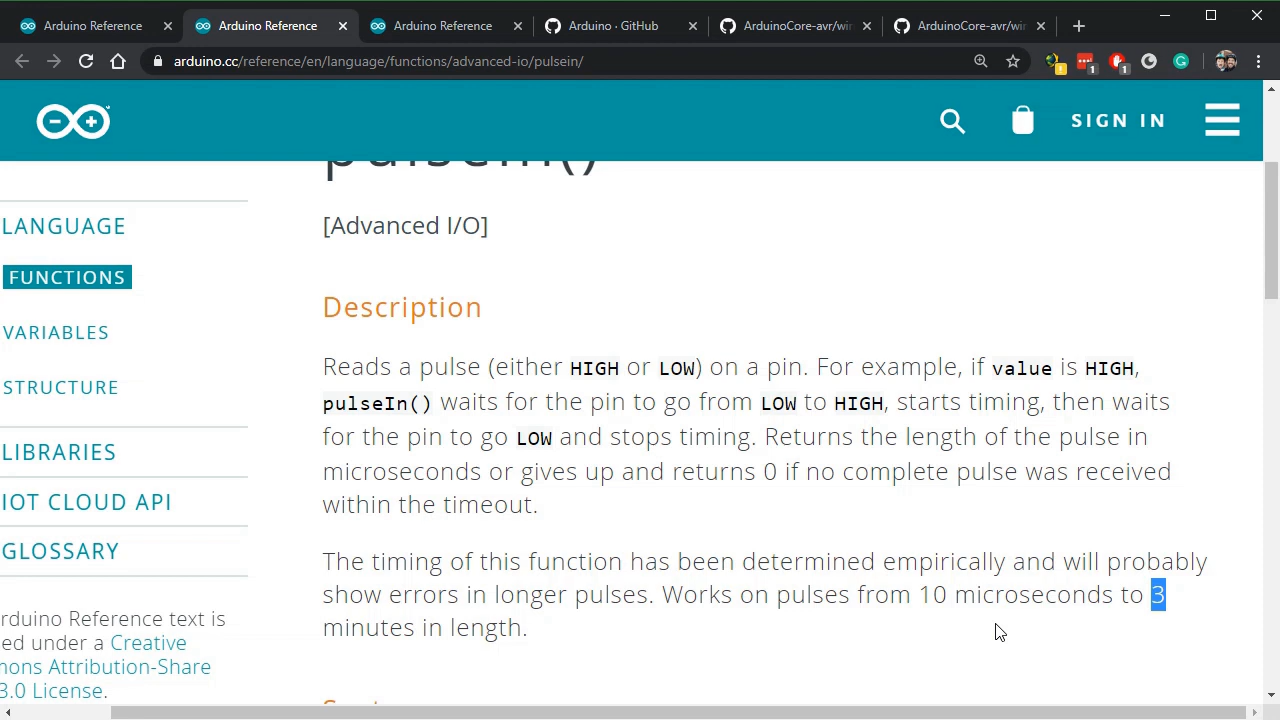 Arduino Reference
Arduino Reference
Arduino Reference
Arduino · GitHub
ArduinoCore-avr/wir
ArduinoCore-avr/wir
arduino.cc/reference/en/language/functions/advanced-io/pulsein/
1
1
SIGN IN
pulseIn()
LANGUAGE
FUNCTIONS
VARIABLES
STRUCTURE
LIBRARIES
IOT CLOUD API
GLOSSARY
rduino Reference text is
ed under a Creative
mons Attribution-Share
3.0 License.
[Advanced I/O]
Description
Reads a pulse (either HIGH or LOW) on a pin. For example, if value is HIGH,
pulseIn() waits for the pin to go from LOW to HIGH, starts timing, then waits
for the pin to go LOW and stops timing. Returns the length of the pulse in
microseconds or gives up and returns 0 if no complete pulse was received
within the timeout.
The timing of this function has been determined empirically and will probably
show errors in longer pulses. Works on pulses from 10 microseconds to 3
minutes in length.